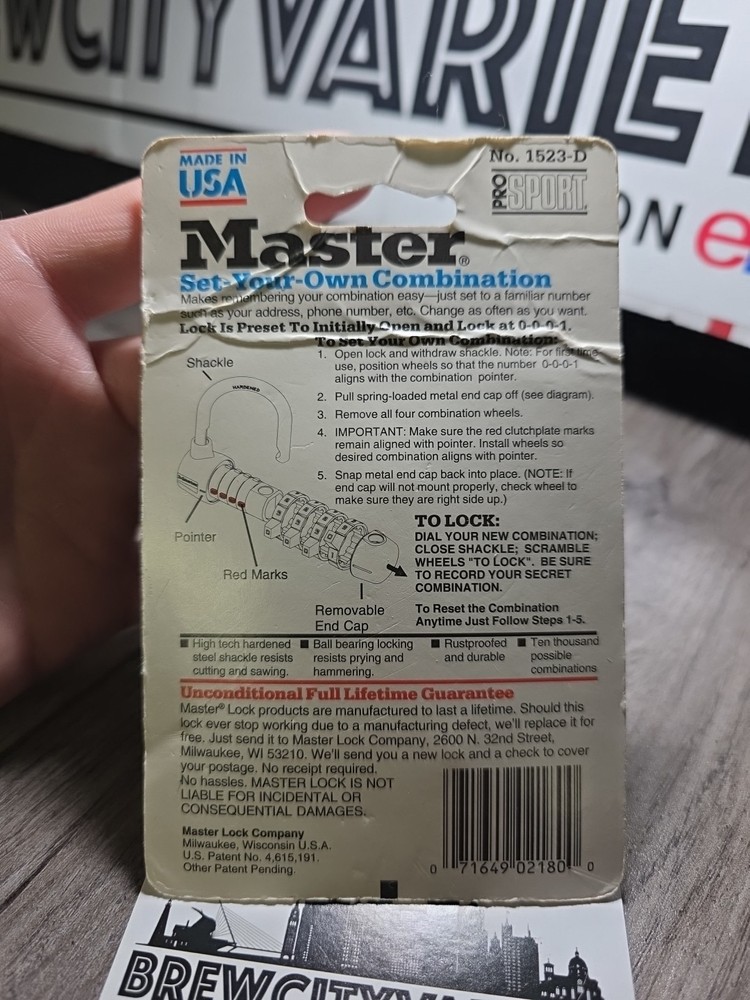 WCITYVARIE
ON e
MADE IN
USA
No. 1523-D
PRO SPORT
Master®
Set-Your-Own Combination
Makes remembering your combination easy—just set to a familiar number
such as your address, phone number, etc. Change as often as you want.
Lock Is Preset To Initially Open and Lock at 0-0-0-1.
To Set Your Own Combination:
1. Open lock and withdraw shackle. Note: For first time
use, position wheels so that the number 0-0-0-1
aligns with the combination pointer.
2. Pull spring-loaded metal end cap off (see diagram).
3. Remove all four combination wheels.
4. IMPORTANT: Make sure the red clutchplate marks
remain aligned with pointer. Install wheels so
desired combination aligns with pointer.
5. Snap metal end cap back into place. (NOTE: If
end cap will not mount properly, check wheel to
make sure they are right side up.)
Shackle
HARDENED
Pointer
Red Marks
Removable
End Cap
TO LOCK:
DIAL YOUR NEW COMBINATION;
CLOSE SHACKLE; SCRAMBLE
WHEELS "TO LOCK". BE SURE
TO RECORD YOUR SECRET
COMBINATION.
To Reset the Combination
Anytime Just Follow Steps 1-5.
■ High tech hardened
steel shackle resists
cutting and sawing.
■ Ball bearing locking
resists prying and
hammering.
■ Rustproofed
and durable
■ Ten thousand
possible
combinations
Unconditional Full Lifetime Guarantee
Master® Lock products are manufactured to last a lifetime. Should this
lock ever stop working due to a manufacturing defect, we'll replace it for
free. Just send it to Master Lock Company, 2600 N. 32nd Street,
Milwaukee, WI 53210. We'll send you a new lock and a check to cover
your postage. No receipt required.
No hassles. MASTER LOCK IS NOT
LIABLE FOR INCIDENTAL OR
CONSEQUENTIAL DAMAGES.
Master Lock Company
Milwaukee, Wisconsin U.S.A.
U.S. Patent No. 4,615,191.
Other Patent Pending.
0 71649 02180 0
BREWCITYVA